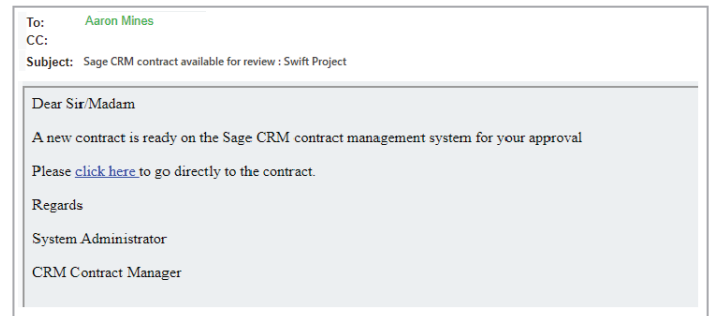 To: Aaron Mines
CC:
Subject: Sage CRM contract available for review : Swift Project
Dear Sir/Madam
A new contract is ready on the Sage CRM contract management system for your approval
Please click here to go directly to the contract.
Regards
System Administrator
CRM Contract Manager